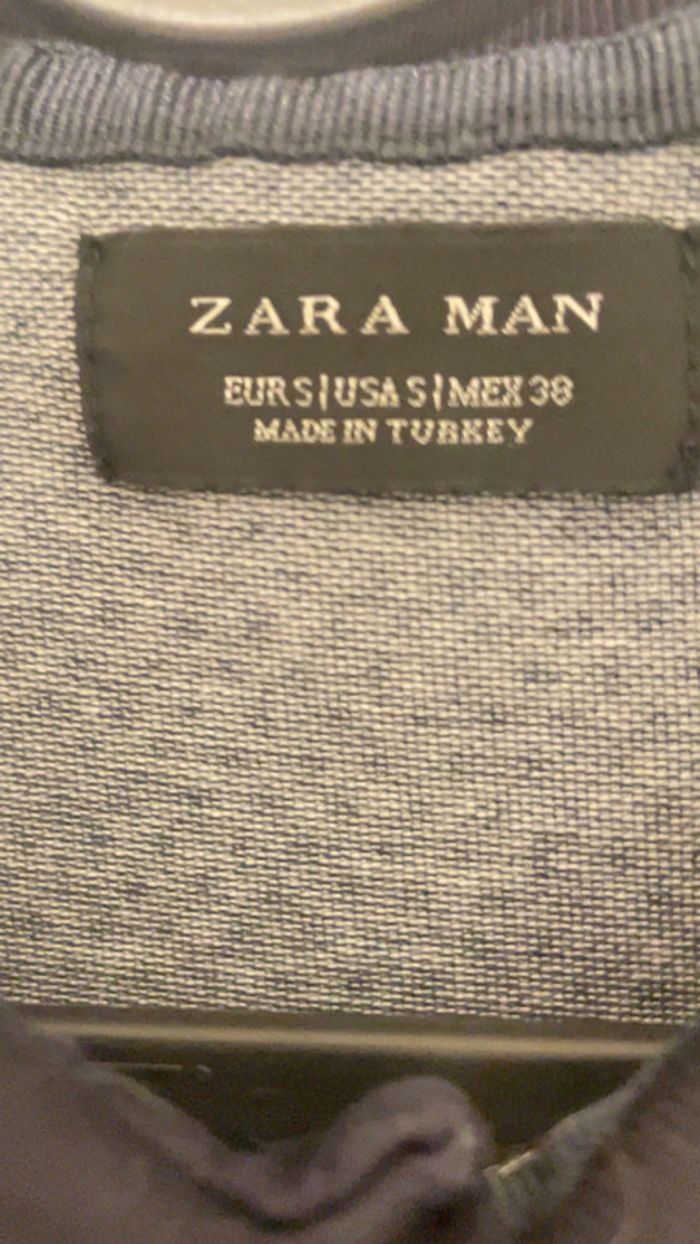 ZARA MAN
EUR S|USA S|MEX 38
MADE IN TURKEY